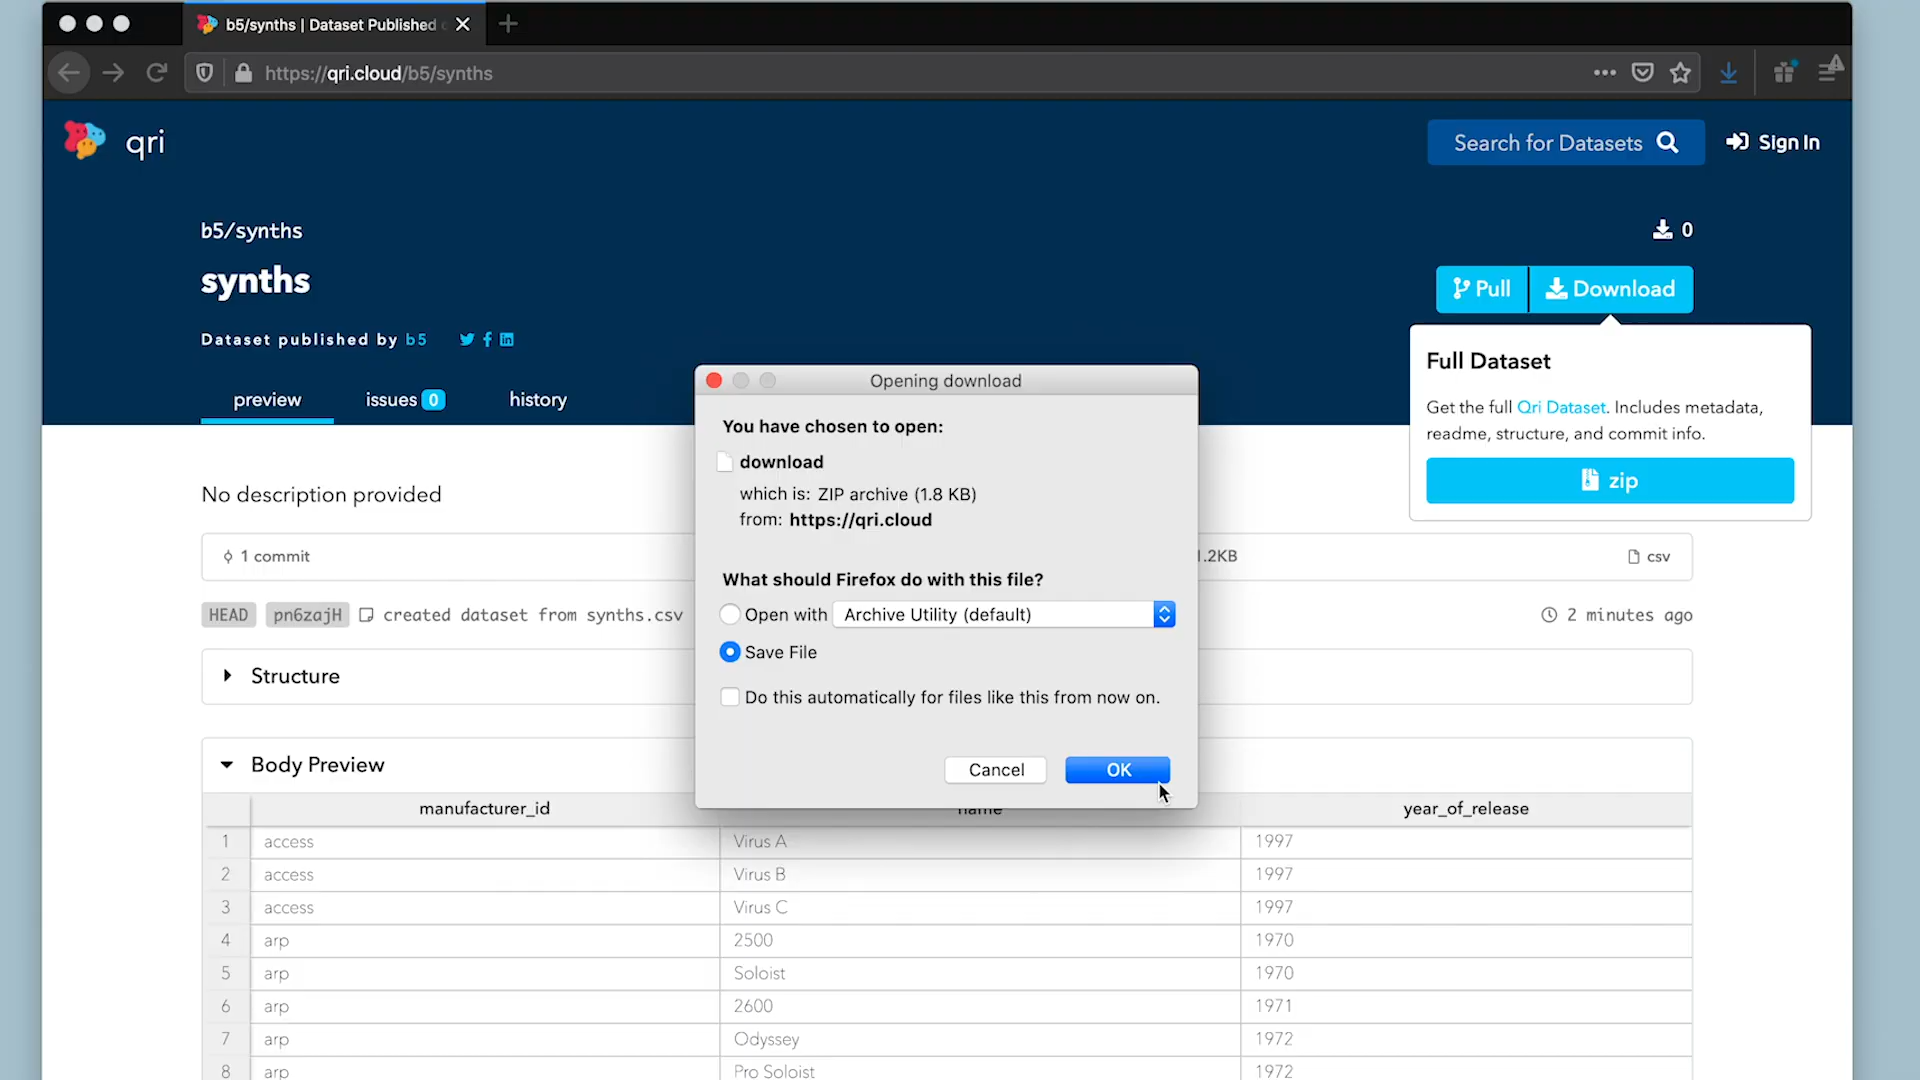 b5/synths | Dataset Published
https://qri.cloud/b5/synths
qri
Search for Datasets
Sign In
b5/synths
0
synths
Pull
Download
Dataset published by b5
Full Dataset
Get the full Qri Dataset. Includes metadata,
readme, structure, and commit info.
zip
preview
issues 0
history
Opening download
You have chosen to open:
download
which is: ZIP archive (1.8 KB)
from: https://qri.cloud
What should Firefox do with this file?
Open with Archive Utility (default)
Save File
Do this automatically for files like this from now on.
Cancel
OK
No description provided
1 commit
.2KB
csv
HEAD pn6zajH created dataset from synths.csv
2 minutes ago
Structure
Body Preview
manufacturer_id name year_of_release
1 access Virus A 1997
2 access Virus B 1997
3 access Virus C 1997
4 arp 2500 1970
5 arp Soloist 1970
6 arp 2600 1971
7 arp Odyssey 1972
8 arp Pro Soloist 1972